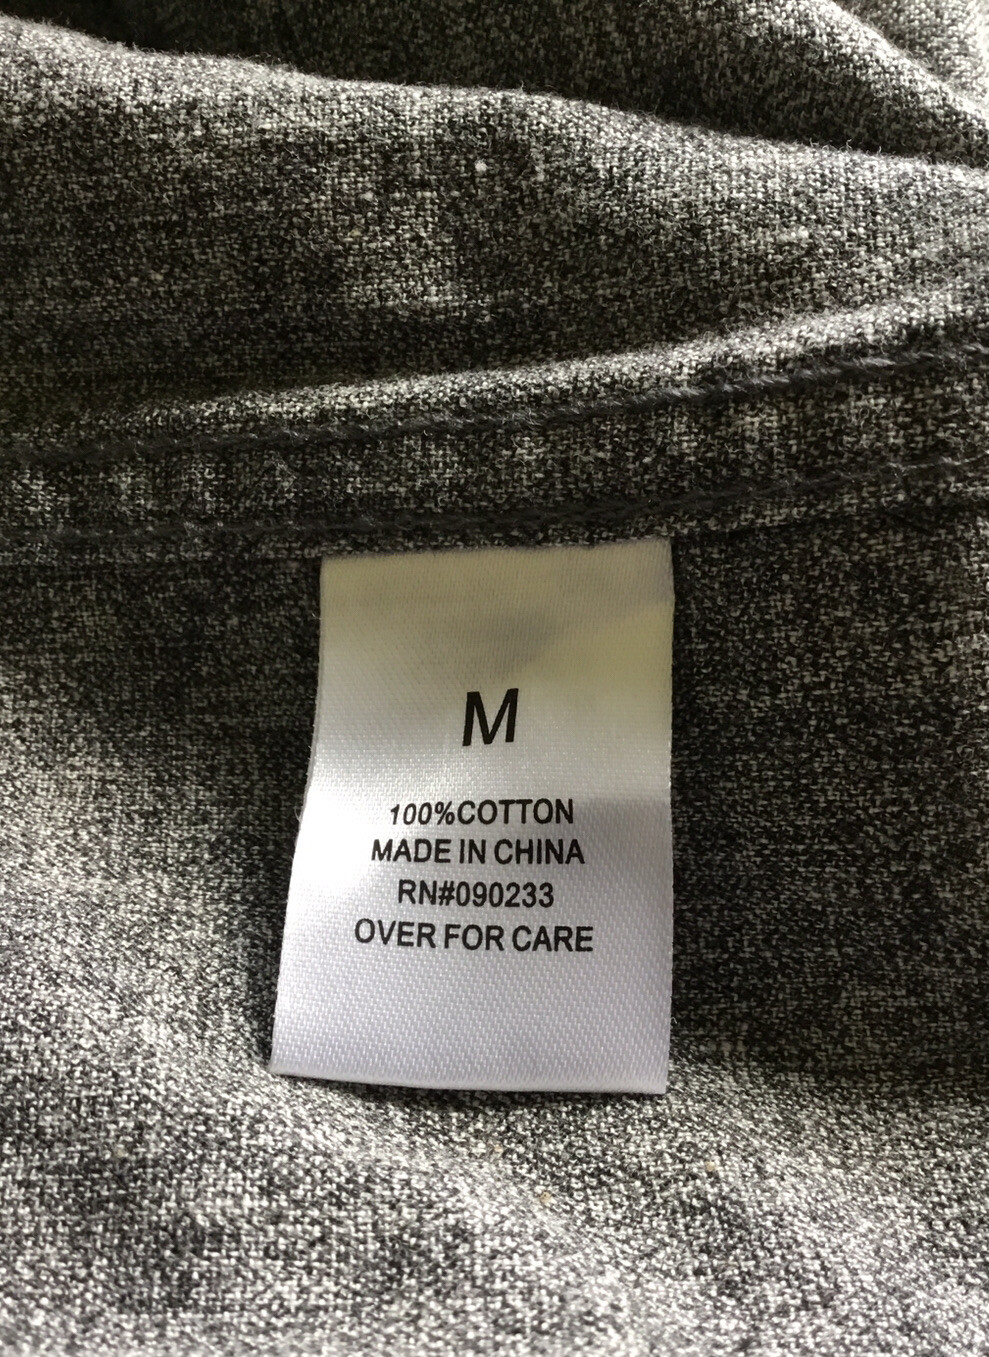 M
100%COTTON
MADE IN CHINA
RN#090233
OVER FOR CARE